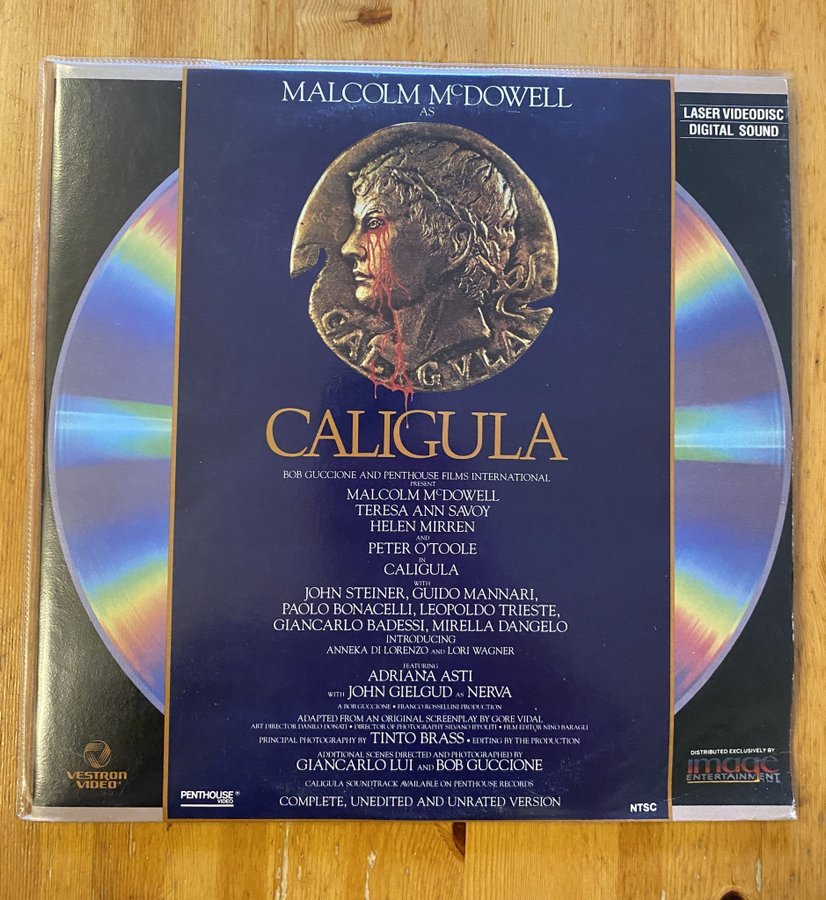 MALCOLM McDOWELL
AS
LASER VIDEODISC
DIGITAL SOUND
CALIGVLA
CALIGULA
BOB GUCCIONE AND PENTHOUSE FILMS INTERNATIONAL
PRESENT
MALCOLM McDOWELL
TERESA ANN SAVOY
HELEN MIRREN
AND
PETER O'TOOLE
IN
CALIGULA
WITH
JOHN STEINER, GUIDO MANNARI,
PAOLO BONACELLI, LEOPOLDO TRIESTE,
GIANCARLO BADESSI, MIRELLA DANGELO
INTRODUCING
ANNEKA DI LORENZO AND LORI WAGNER
FEATURING
ADRIANA ASTI
WITH JOHN GIELGUD AS NERVA
A BOB GUCCIONE • FRANCO ROSSELLINI PRODUCTION
ADAPTED FROM AN ORIGINAL SCREENPLAY BY GORE VIDAL
ART DIRECTOR DANILO DONATI • DIRECTOR OF PHOTOGRAPHY SILVANO IPPOLITI • FILM EDITOR NINO BARAGLI
PRINCIPAL PHOTOGRAPHY BY TINTO BRASS • EDITING BY THE PRODUCTION
ADDITIONAL SCENES DIRECTED AND PHOTOGRAPHED BY
GIANCARLO LUI AND BOB GUCCIONE
CALIGULA SOUNDTRACK AVAILABLE ON PENTHOUSE RECORDS
COMPLETE, UNEDITED AND UNRATED VERSION
VESTRON
VIDEO®
PENTHOUSE®
VIDEO
NTSC
DISTRIBUTED EXCLUSIVELY BY
image
ENTERTAINMENT